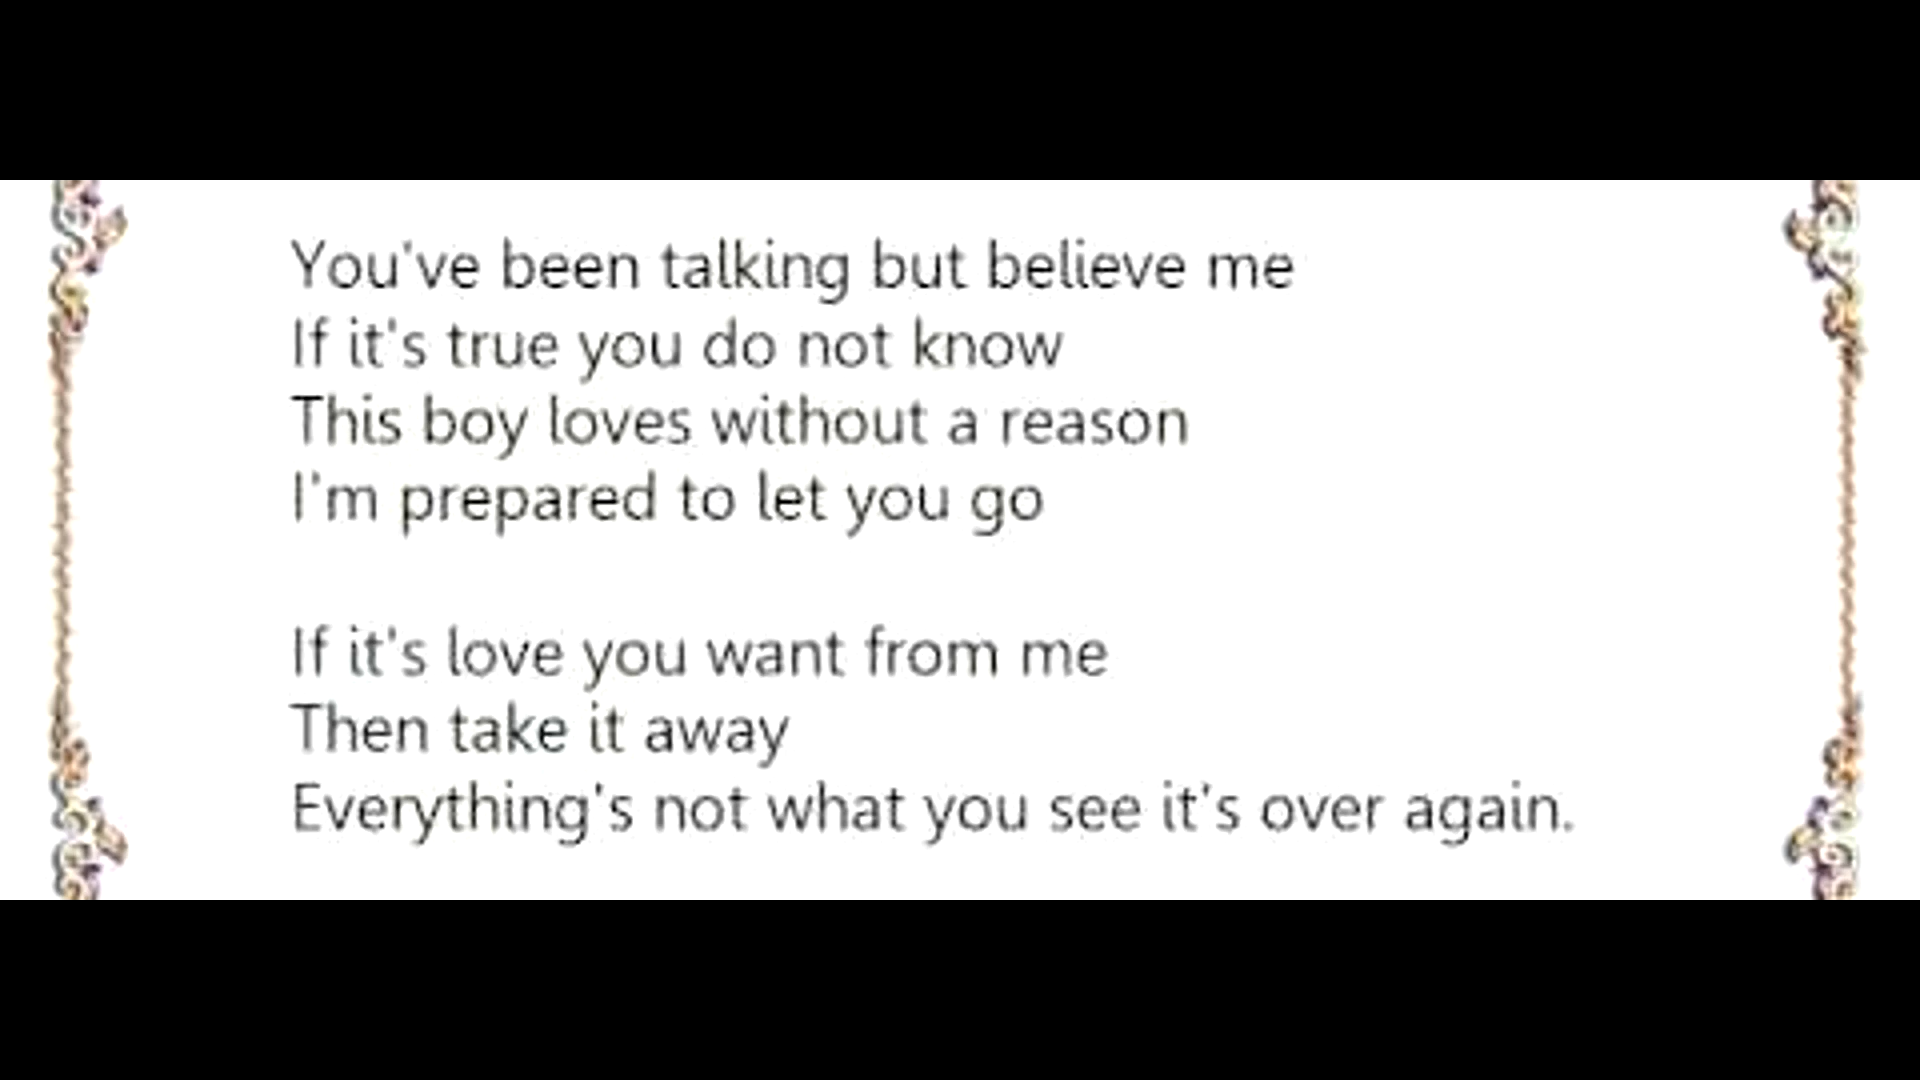 You've been talking but believe me
If it's true you do not know
This boy loves without a reason
I'm prepared to let you go
If it's love you want from me
Then take it away
Everything's not what you see it's over again.